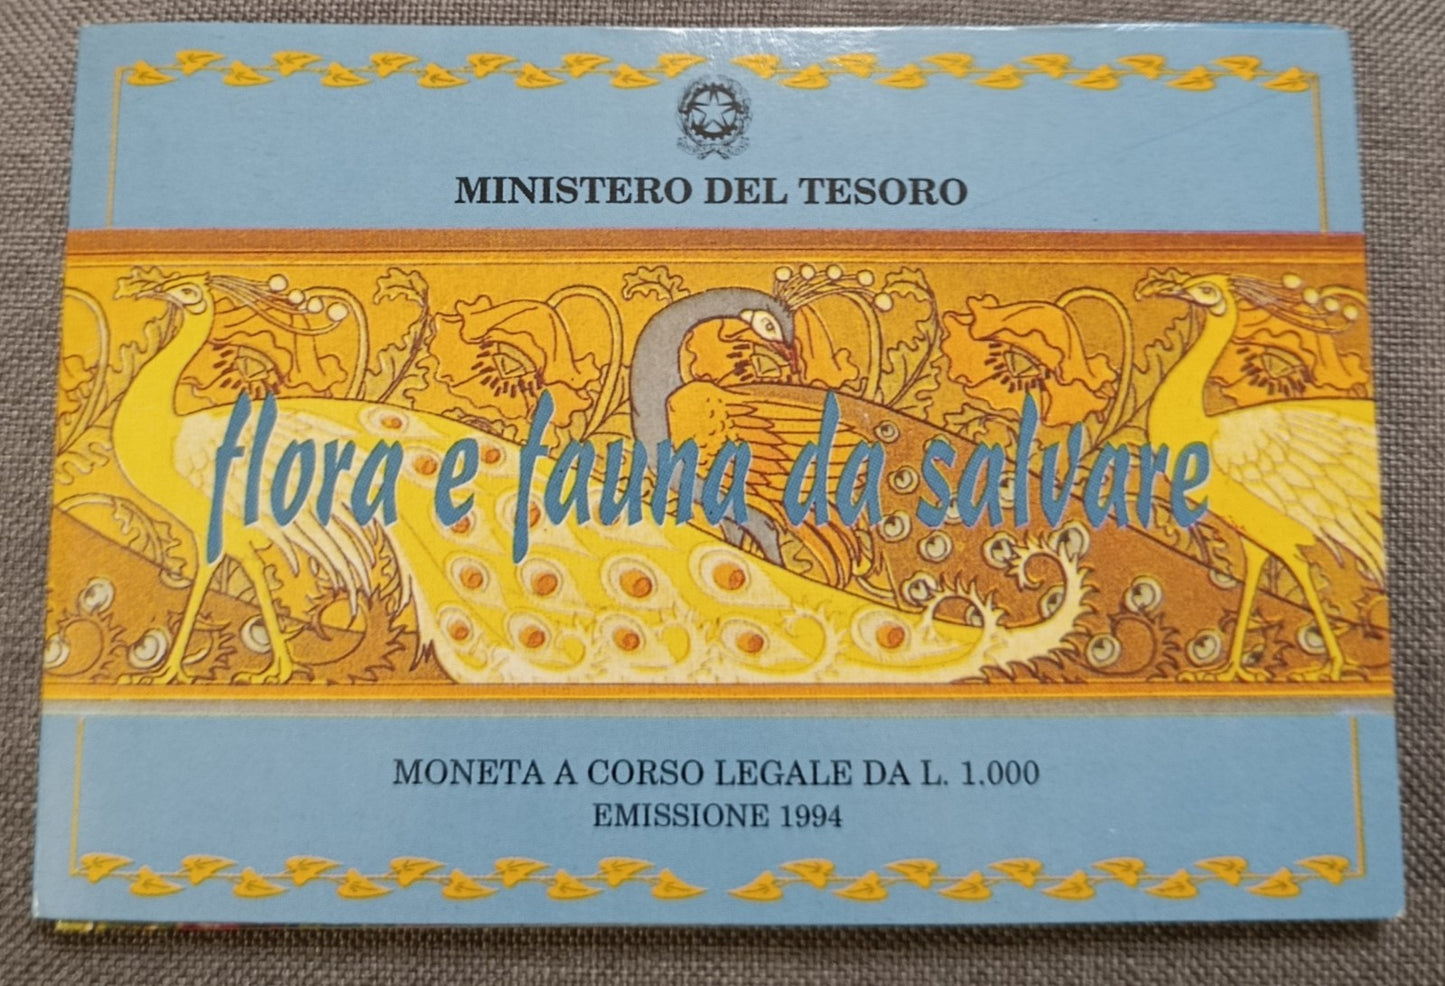 MINISTERO DEL TESORO
flora e fauna da salvare
MONETA A CORSO LEGALE DA L. 1.000
EMISSIONE 1994